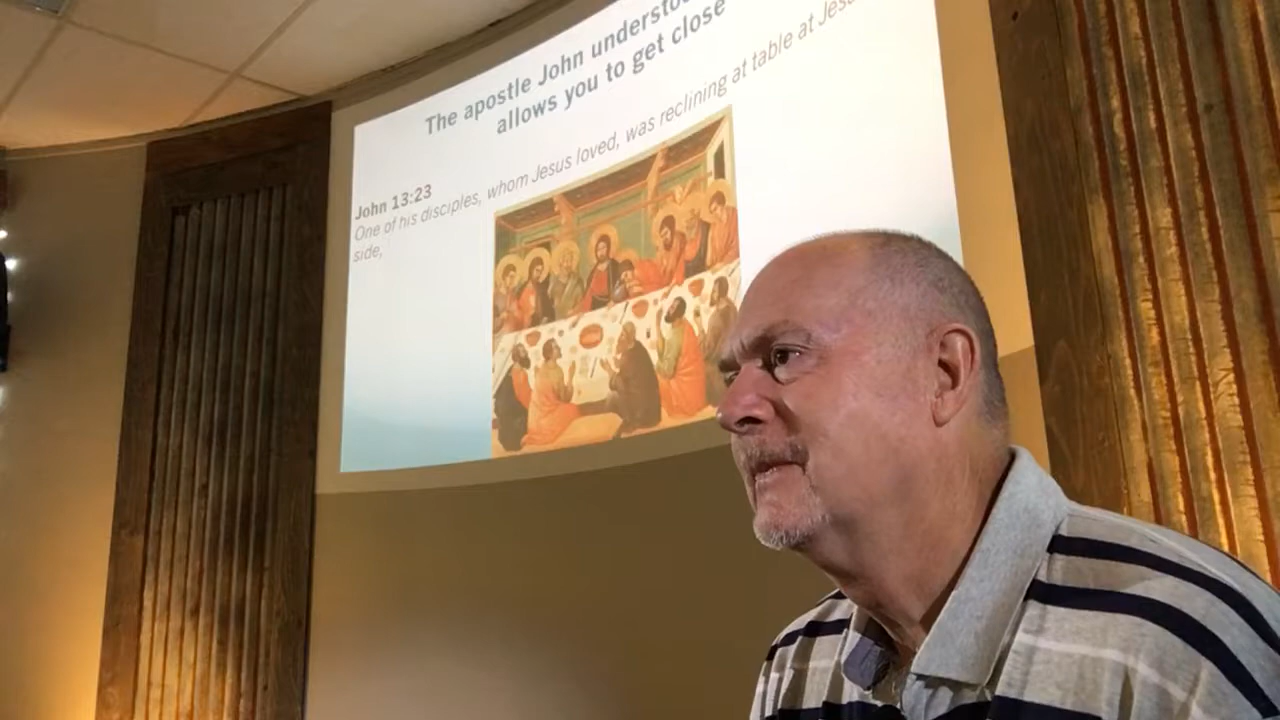 The apostle John understoo
allows you to get close
John 13:23
One of his disciples, whom Jesus loved, was reclining at table at Jesu
side,